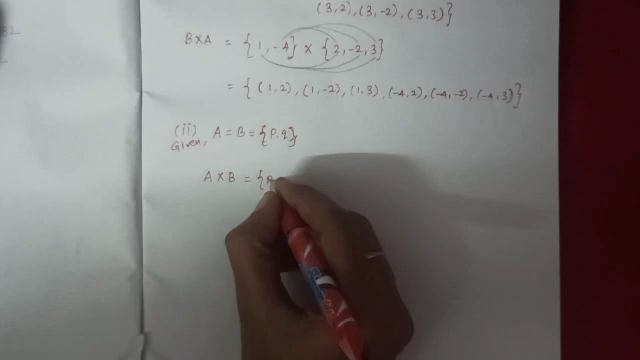 (3,2), (3,-2), (3,3)}
B×A = {1,-4} × {2,-2,3}
= {(1,2), (1,-2), (1,3), (-4,2), (-4,-2), (-4,3)}
(ii) A = B = {P,q}
Given,
A × B = {P